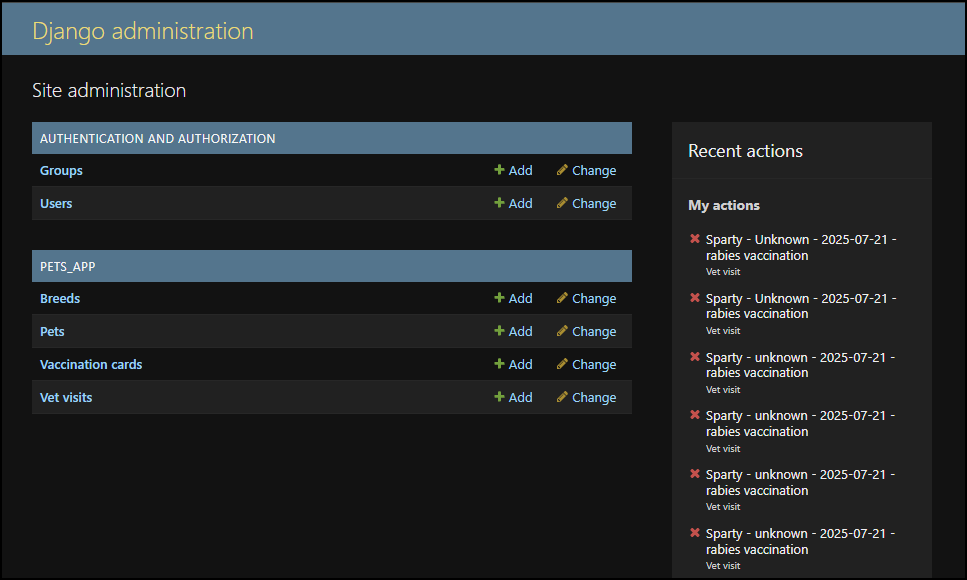 Django administration
Site administration
AUTHENTICATION AND AUTHORIZATION
Groups Add Change
Users Add Change
PETS_APP
Breeds Add Change
Pets Add Change
Vaccination cards Add Change
Vet visits Add Change
Recent actions
My actions
Sparty - Unknown - 2025-07-21 -
rabies vaccination
Vet visit
Sparty - Unknown - 2025-07-21 -
rabies vaccination
Vet visit
Sparty - unknown - 2025-07-21 -
rabies vaccination
Vet visit
Sparty - unknown - 2025-07-21 -
rabies vaccination
Vet visit
Sparty - unknown - 2025-07-21 -
rabies vaccination
Vet visit
Sparty - unknown - 2025-07-21 -
rabies vaccination
Vet visit